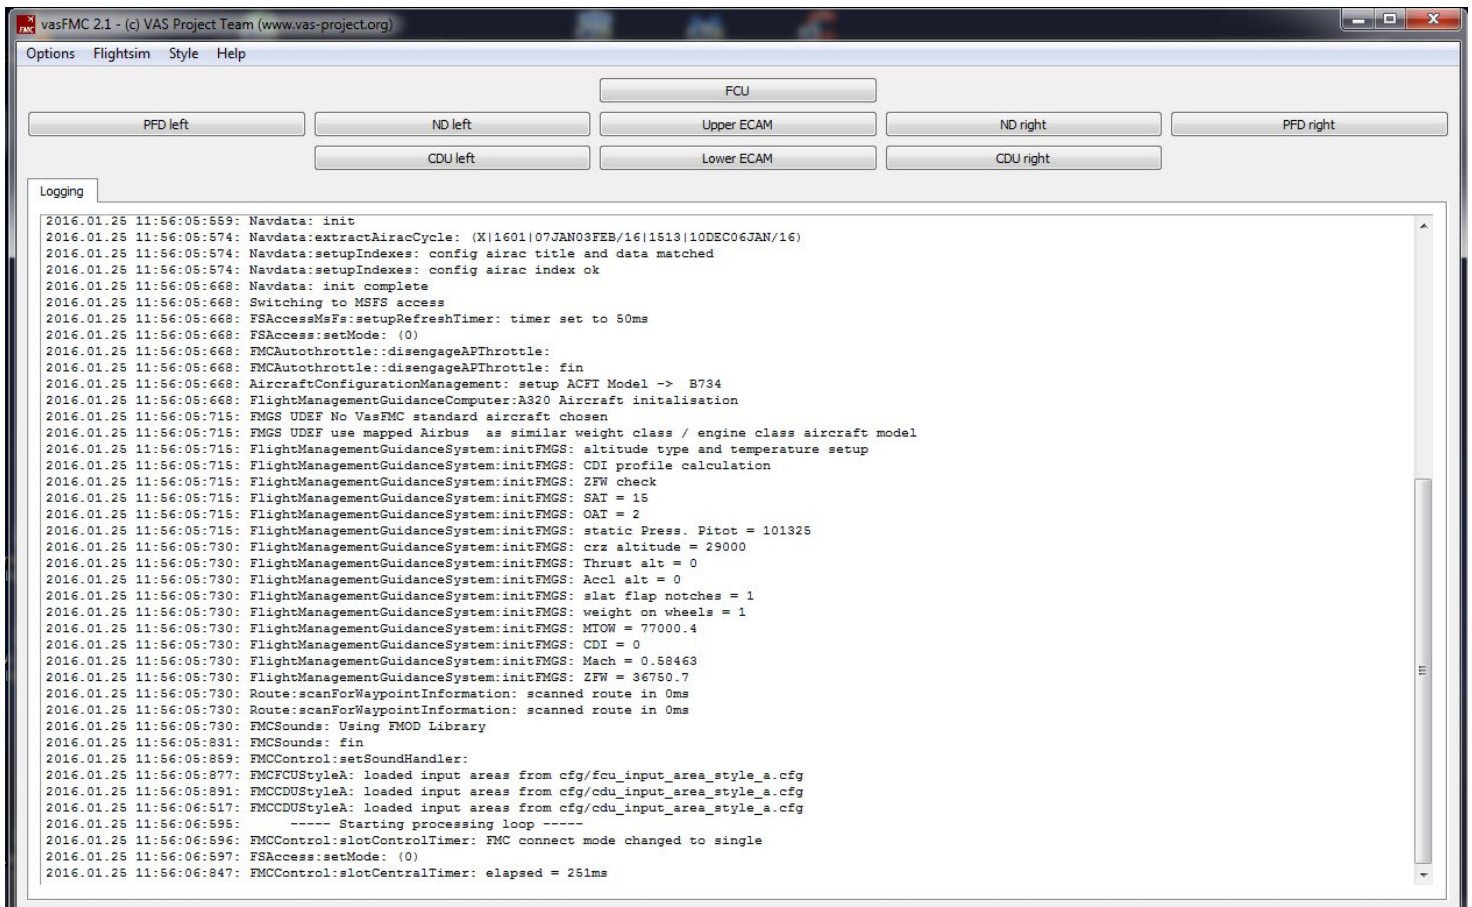 vasFMC 2.1 - (c) VAS Project Team (www.vas-project.org)
Options Flightsim Style Help
FCU
PFD left ND left Upper ECAM ND right PFD right
CDU left Lower ECAM CDU right
Logging
2016.01.25 11:56:05:559: Navdata: init
2016.01.25 11:56:05:574: Navdata:extractAiracCycle: (X|1601|07JAN03FEB/16|1513|10DEC06JAN/16)
2016.01.25 11:56:05:574: Navdata:setupIndexes: config airac title and data matched
2016.01.25 11:56:05:574: Navdata:setupIndexes: config airac index ok
2016.01.25 11:56:05:668: Navdata: init complete
2016.01.25 11:56:05:668: Switching to MSFS access
2016.01.25 11:56:05:668: FSAccessMsFs:setupRefreshTimer: timer set to 50ms
2016.01.25 11:56:05:668: FSAccess:setMode: (0)
2016.01.25 11:56:05:668: FMCAutothrottle::disengageAPThrottle:
2016.01.25 11:56:05:668: FMCAutothrottle::disengageAPThrottle: fin
2016.01.25 11:56:05:668: AircraftConfigurationManagement: setup ACFT Model -> B734
2016.01.25 11:56:05:668: FlightManagementGuidanceComputer:A320 Aircraft initalisation
2016.01.25 11:56:05:715: FMGS UDEF No VasFMC standard aircraft chosen
2016.01.25 11:56:05:715: FMGS UDEF use mapped Airbus as similar weight class / engine class aircraft model
2016.01.25 11:56:05:715: FlightManagementGuidanceSystem:initFMGS: altitude type and temperature setup
2016.01.25 11:56:05:715: FlightManagementGuidanceSystem:initFMGS: CDI profile calculation
2016.01.25 11:56:05:715: FlightManagementGuidanceSystem:initFMGS: ZFW check
2016.01.25 11:56:05:715: FlightManagementGuidanceSystem:initFMGS: SAT = 15
2016.01.25 11:56:05:715: FlightManagementGuidanceSystem:initFMGS: OAT = 2
2016.01.25 11:56:05:715: FlightManagementGuidanceSystem:initFMGS: static Press. Pitot = 101325
2016.01.25 11:56:05:730: FlightManagementGuidanceSystem:initFMGS: crz altitude = 29000
2016.01.25 11:56:05:730: FlightManagementGuidanceSystem:initFMGS: Thrust alt = 0
2016.01.25 11:56:05:730: FlightManagementGuidanceSystem:initFMGS: Accl alt = 0
2016.01.25 11:56:05:730: FlightManagementGuidanceSystem:initFMGS: slat flap notches = 1
2016.01.25 11:56:05:730: FlightManagementGuidanceSystem:initFMGS: weight on wheels = 1
2016.01.25 11:56:05:730: FlightManagementGuidanceSystem:initFMGS: MTOW = 77000.4
2016.01.25 11:56:05:730: FlightManagementGuidanceSystem:initFMGS: CDI = 0
2016.01.25 11:56:05:730: FlightManagementGuidanceSystem:initFMGS: Mach = 0.58463
2016.01.25 11:56:05:730: FlightManagementGuidanceSystem:initFMGS: ZFW = 36750.7
2016.01.25 11:56:05:730: Route:scanForWaypointInformation: scanned route in 0ms
2016.01.25 11:56:05:730: Route:scanForWaypointInformation: scanned route in 0ms
2016.01.25 11:56:05:730: FMCSounds: Using FMOD Library
2016.01.25 11:56:05:831: FMCSounds: fin
2016.01.25 11:56:05:859: FMCControl:setSoundHandler:
2016.01.25 11:56:05:877: FMCFCUStyleA: loaded input areas from cfg/fcu_input_area_style_a.cfg
2016.01.25 11:56:05:891: FMCCDUStyleA: loaded input areas from cfg/cdu_input_area_style_a.cfg
2016.01.25 11:56:06:517: FMCCDUStyleA: loaded input areas from cfg/cdu_input_area_style_a.cfg
2016.01.25 11:56:06:595: ----- Starting processing loop -----
2016.01.25 11:56:06:596: FMCControl:slotControlTimer: FMC connect mode changed to single
2016.01.25 11:56:06:597: FSAccess:setMode: (0)
2016.01.25 11:56:06:847: FMCControl:slotCentralTimer: elapsed = 251ms